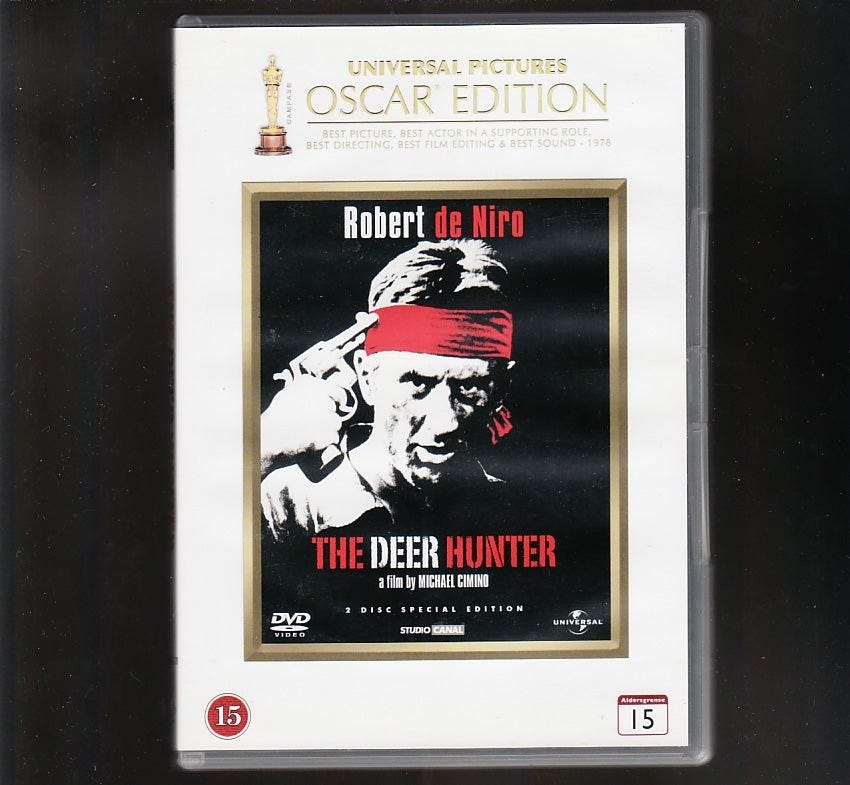 UNIVERSAL PICTURES
OSCAR® EDITION
©AMPAS®
BEST PICTURE, BEST ACTOR IN A SUPPORTING ROLE,
BEST DIRECTING, BEST FILM EDITING & BEST SOUND - 1978
Robert de Niro
THE DEER HUNTER
a film by MICHAEL CIMINO
2 DISC SPECIAL EDITION
DVD
VIDEO
STUDIO CANAL
UNIVERSAL
15
Aldersgrense
15